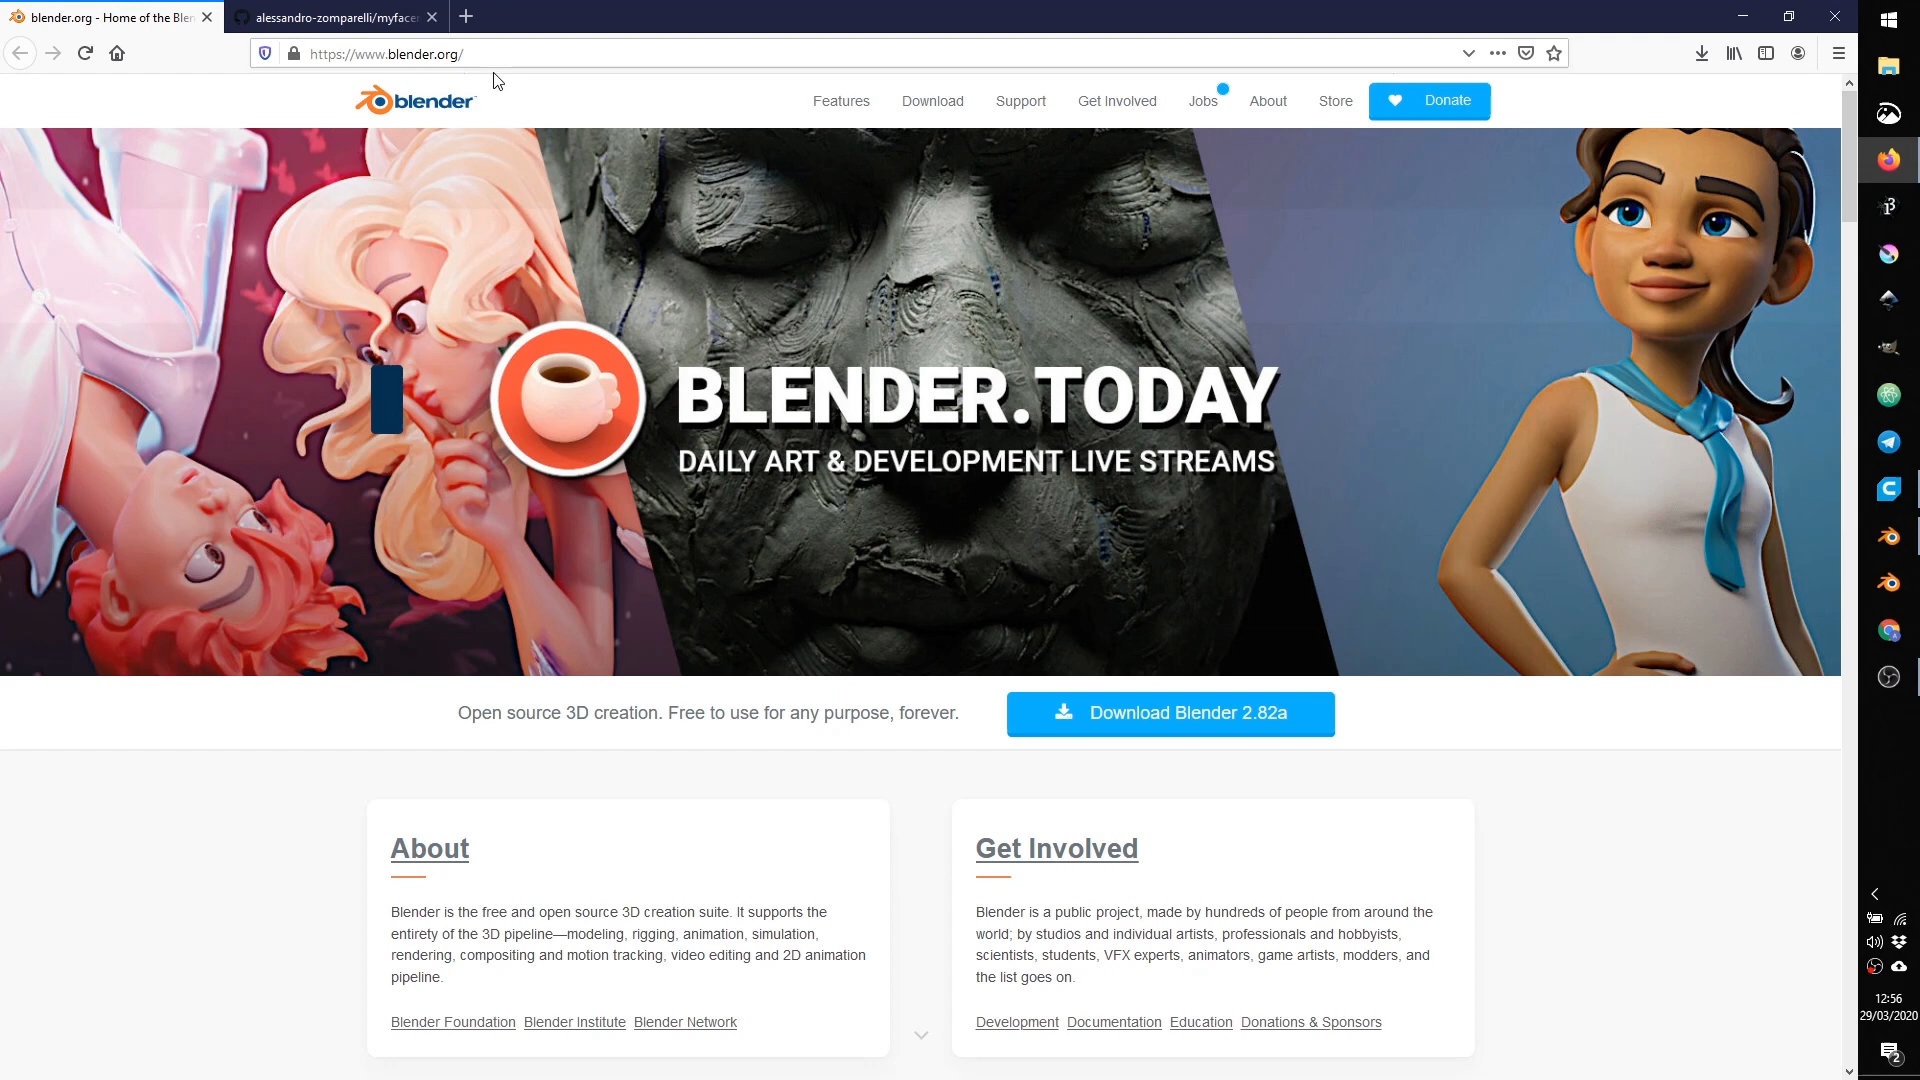 blender.org - Home of the Blen
alessandro-zomparelli/myfacem
https://www.blender.org/
blender
Features Download Support Get Involved Jobs About Store Donate
BLENDER.TODAY
DAILY ART & DEVELOPMENT LIVE STREAMS
Open source 3D creation. Free to use for any purpose, forever.
Download Blender 2.82a
About
Blender is the free and open source 3D creation suite. It supports the
entirety of the 3D pipeline—modeling, rigging, animation, simulation,
rendering, compositing and motion tracking, video editing and 2D animation
pipeline.
Blender Foundation Blender Institute Blender Network
Get Involved
Blender is a public project, made by hundreds of people from around the
world; by studios and individual artists, professionals and hobbyists,
scientists, students, VFX experts, animators, game artists, modders, and
the list goes on.
Development Documentation Education Donations & Sponsors
12:56
29/03/2020
2